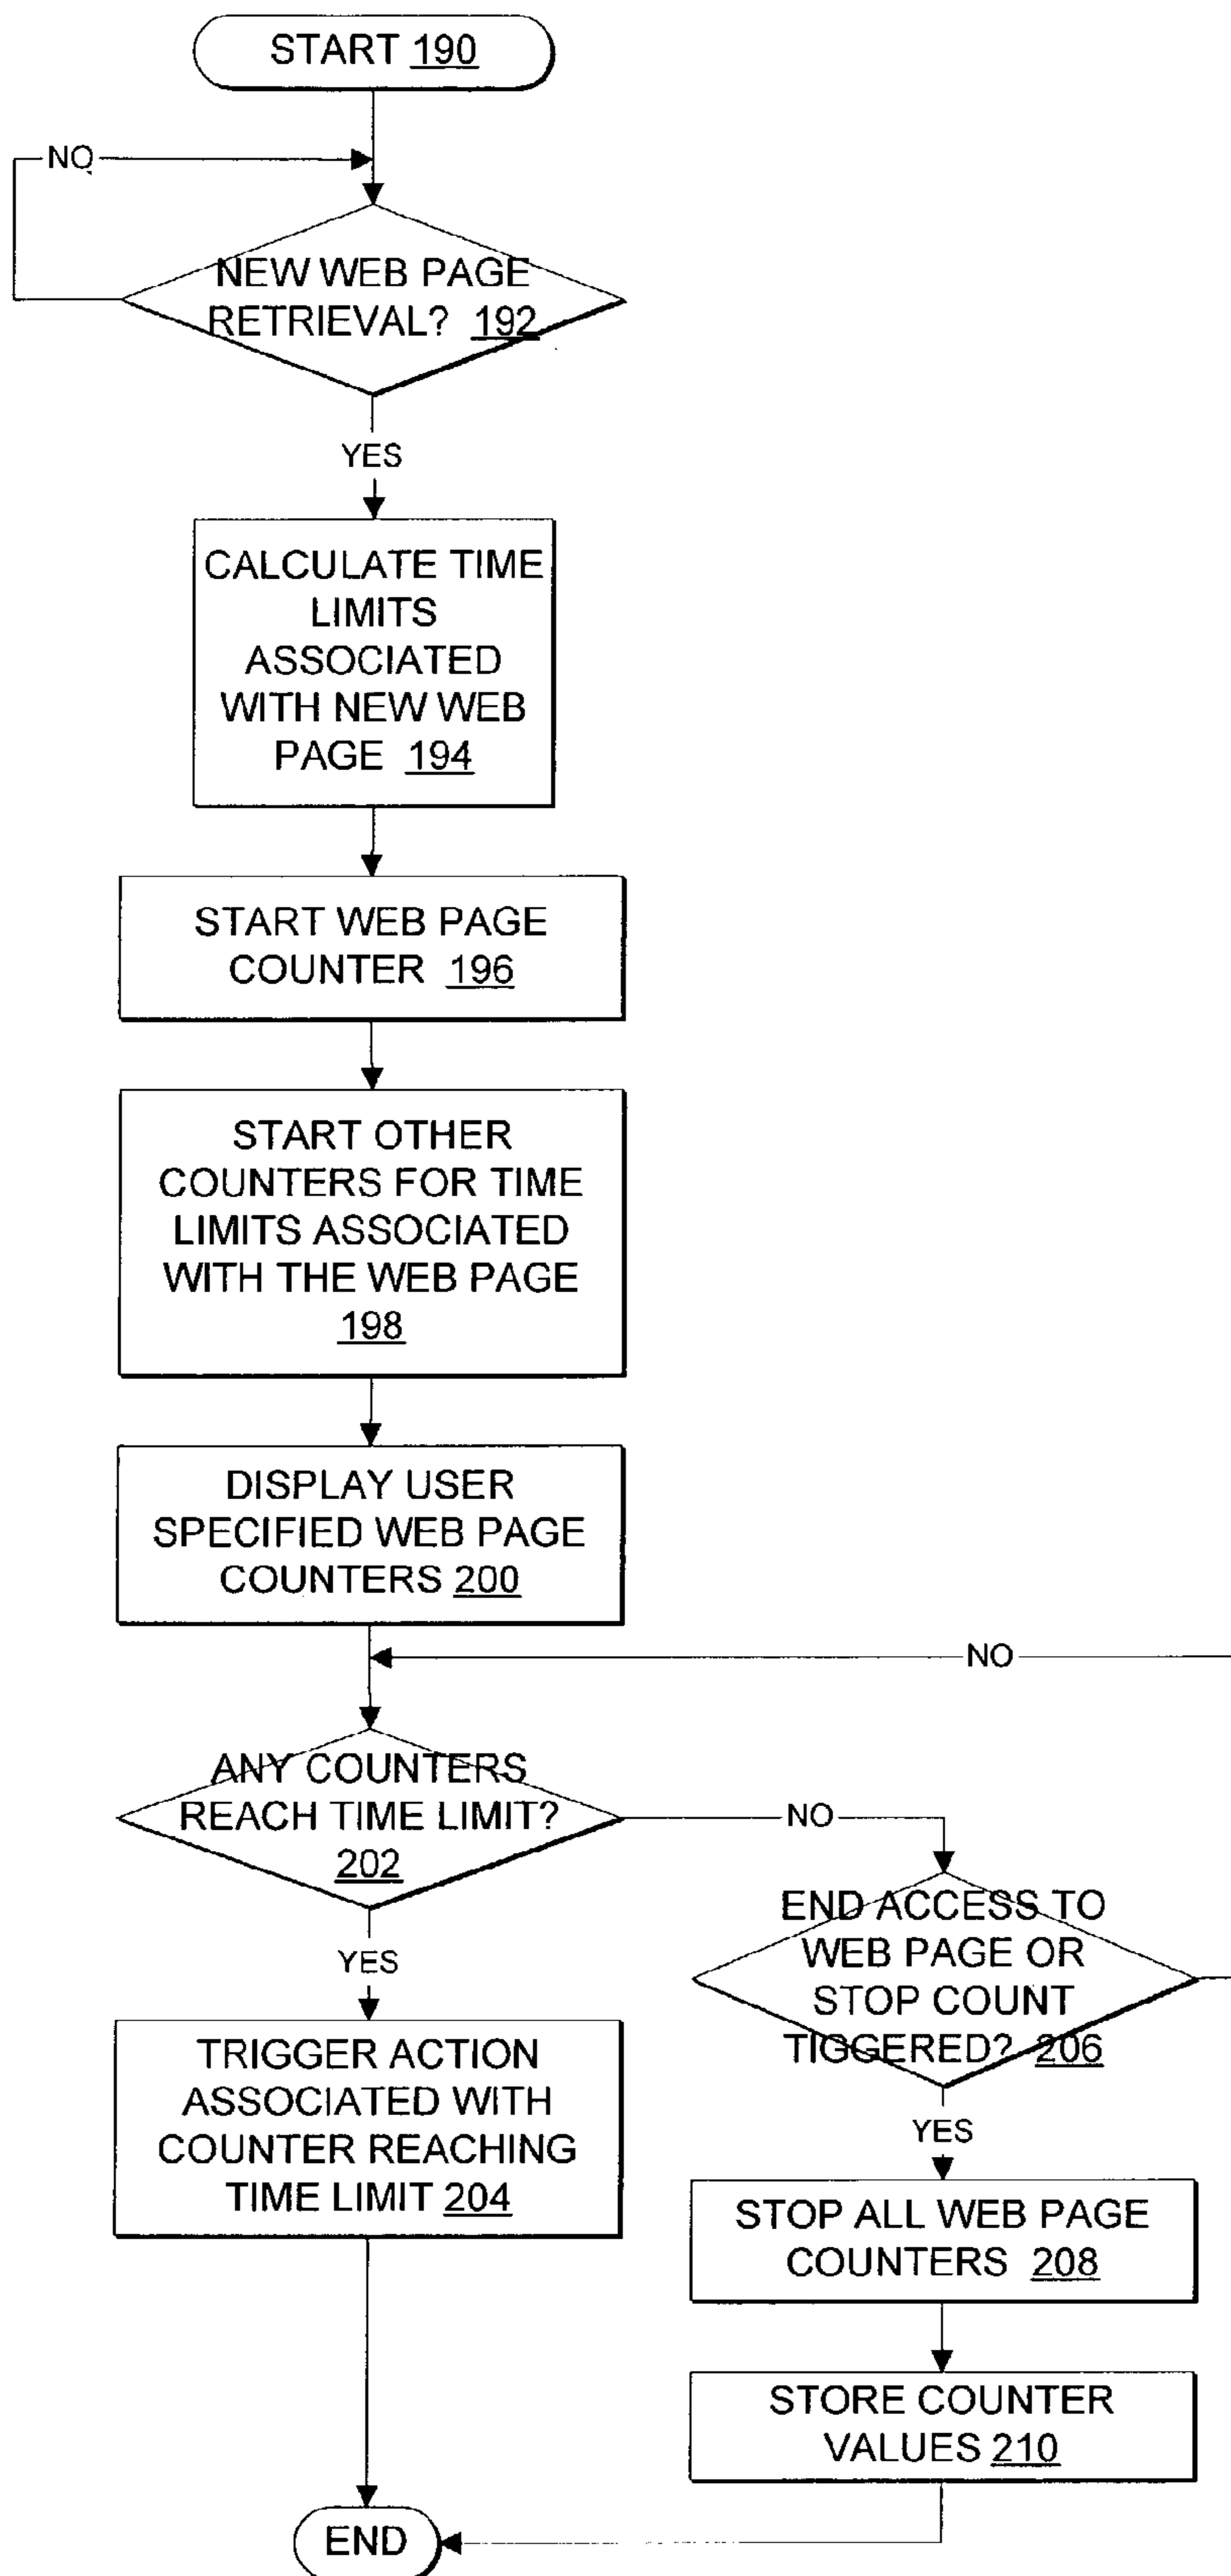 START 190
NO
NEW WEB PAGE
RETRIEVAL? 192
YES
CALCULATE TIME
LIMITS
ASSOCIATED
WITH NEW WEB
PAGE 194
START WEB PAGE
COUNTER 196
START OTHER
COUNTERS FOR TIME
LIMITS ASSOCIATED
WITH THE WEB PAGE
198
DISPLAY USER
SPECIFIED WEB PAGE
COUNTERS 200
NO
ANY COUNTERS
REACH TIME LIMIT?
202
NO
YES
END ACCESS TO
WEB PAGE OR
STOP COUNT
TIGGERED? 206
TRIGGER ACTION
ASSOCIATED WITH
COUNTER REACHING
TIME LIMIT 204
YES
STOP ALL WEB PAGE
COUNTERS 208
STORE COUNTER
VALUES 210
END